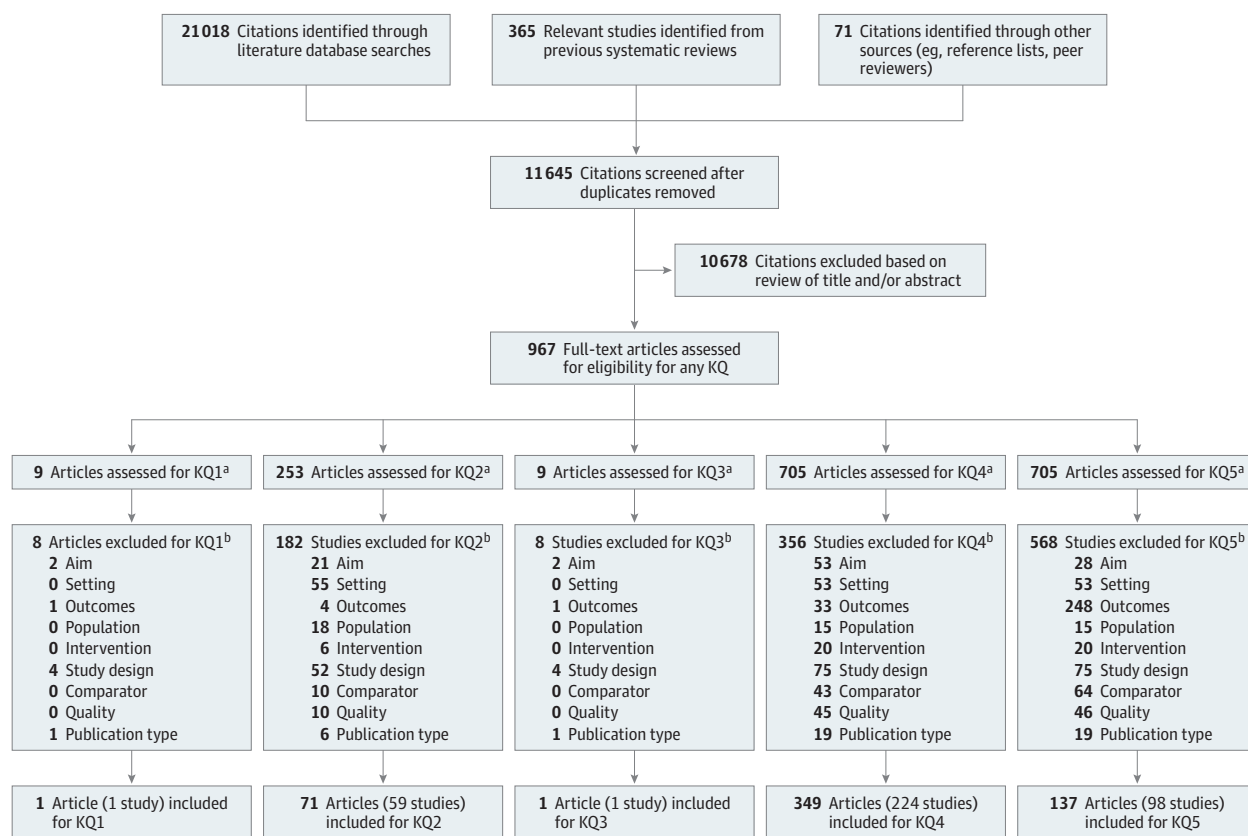 21018 Citations identified through
literature database searches
365 Relevant studies identified from
previous systematic reviews
71 Citations identified through other
sources (eg, reference lists, peer
reviewers)
11645 Citations screened after
duplicates removed
10678 Citations excluded based on
review of title and/or abstract
967 Full-text articles assessed
for eligibility for any KQ
9 Articles assessed for KQ1a
253 Articles assessed for KQ2a
9 Articles assessed for KQ3a
705 Articles assessed for KQ4a
705 Articles assessed for KQ5a
8 Articles excluded for KQ1b
2 Aim
0 Setting
1 Outcomes
0 Population
0 Intervention
4 Study design
0 Comparator
0 Quality
1 Publication type
182 Studies excluded for KQ2b
21 Aim
55 Setting
4 Outcomes
18 Population
6 Intervention
52 Study design
10 Comparator
10 Quality
6 Publication type
8 Studies excluded for KQ3b
2 Aim
0 Setting
1 Outcomes
0 Population
0 Intervention
4 Study design
0 Comparator
0 Quality
1 Publication type
356 Studies excluded for KQ4b
53 Aim
53 Setting
33 Outcomes
15 Population
20 Intervention
75 Study design
43 Comparator
45 Quality
19 Publication type
568 Studies excluded for KQ5b
28 Aim
53 Setting
248 Outcomes
15 Population
20 Intervention
75 Study design
64 Comparator
46 Quality
19 Publication type
1 Article (1 study) included
for KQ1
71 Articles (59 studies)
included for KQ2
1 Article (1 study) included
for KQ3
349 Articles (224 studies)
included for KQ4
137 Articles (98 studies)
included for KQ5